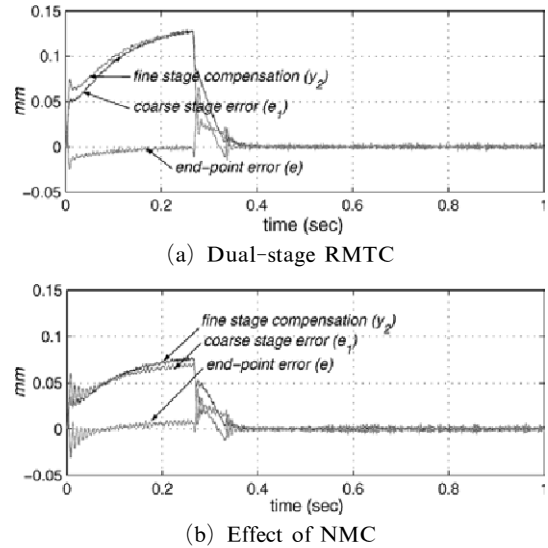 0.15
0.1
0.05
0
−0.05
mm
fine stage compensation (y2)
coarse stage error (e1)
end−point error (e)
0 0.2 0.4 0.6 0.8 1
time (sec)
(a) Dual-stage RMTC
0.15
0.1
0.05
0
−0.05
mm
fine stage compensation (y2)
coarse stage error (e1)
end−point error (e)
0 0.2 0.4 0.6 0.8 1
time (sec)
(b) Effect of NMC